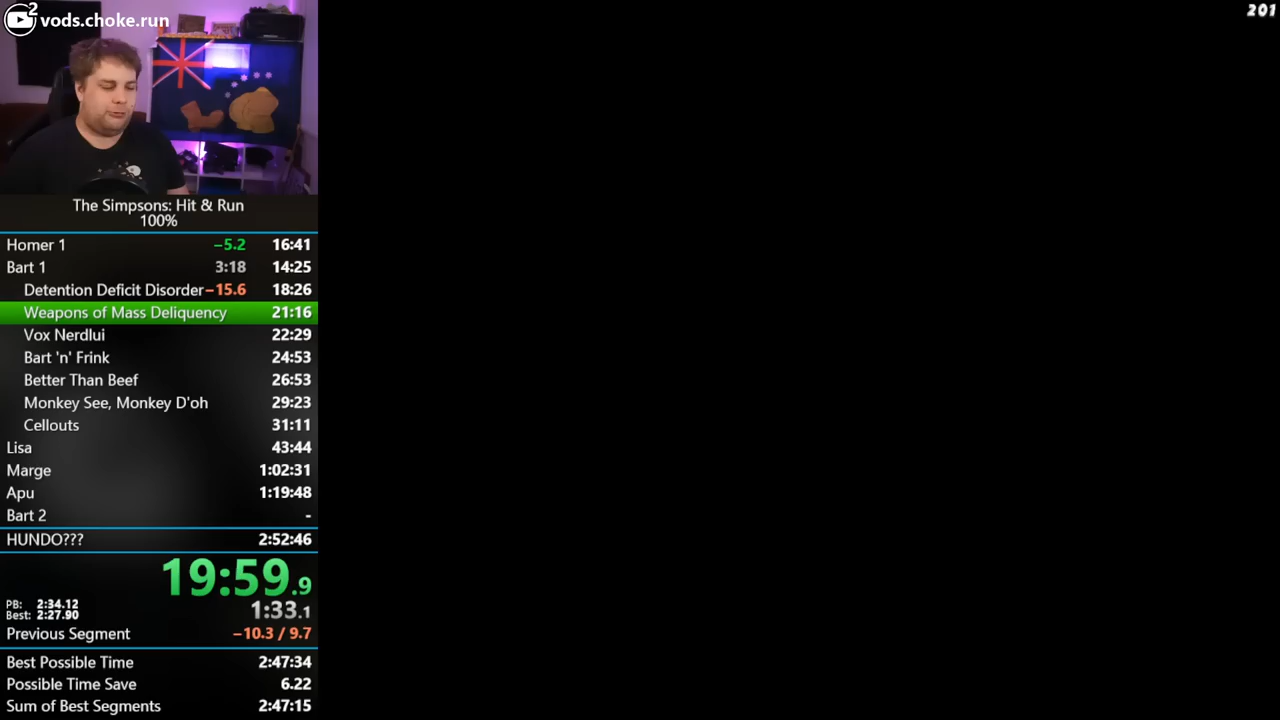 2 vods.choke.run
201
The Simpsons: Hit & Run
100%
Homer 1 −5.2 16:41
Bart 1 3:18 14:25
Detention Deficit Disorder −15.6 18:26
Weapons of Mass Deliquency 21:16
Vox Nerdlui 22:29
Bart 'n' Frink 24:53
Better Than Beef 26:53
Monkey See, Monkey D'oh 29:23
Cellouts 31:11
Lisa 43:44
Marge 1:02:31
Apu 1:19:48
Bart 2 -
HUNDO??? 2:52:46
19:59.9
PB: 2:34.12 1:33.1
Best: 2:27.90
Previous Segment −10.3 / 9.7
Best Possible Time 2:47:34
Possible Time Save 6.22
Sum of Best Segments 2:47:15